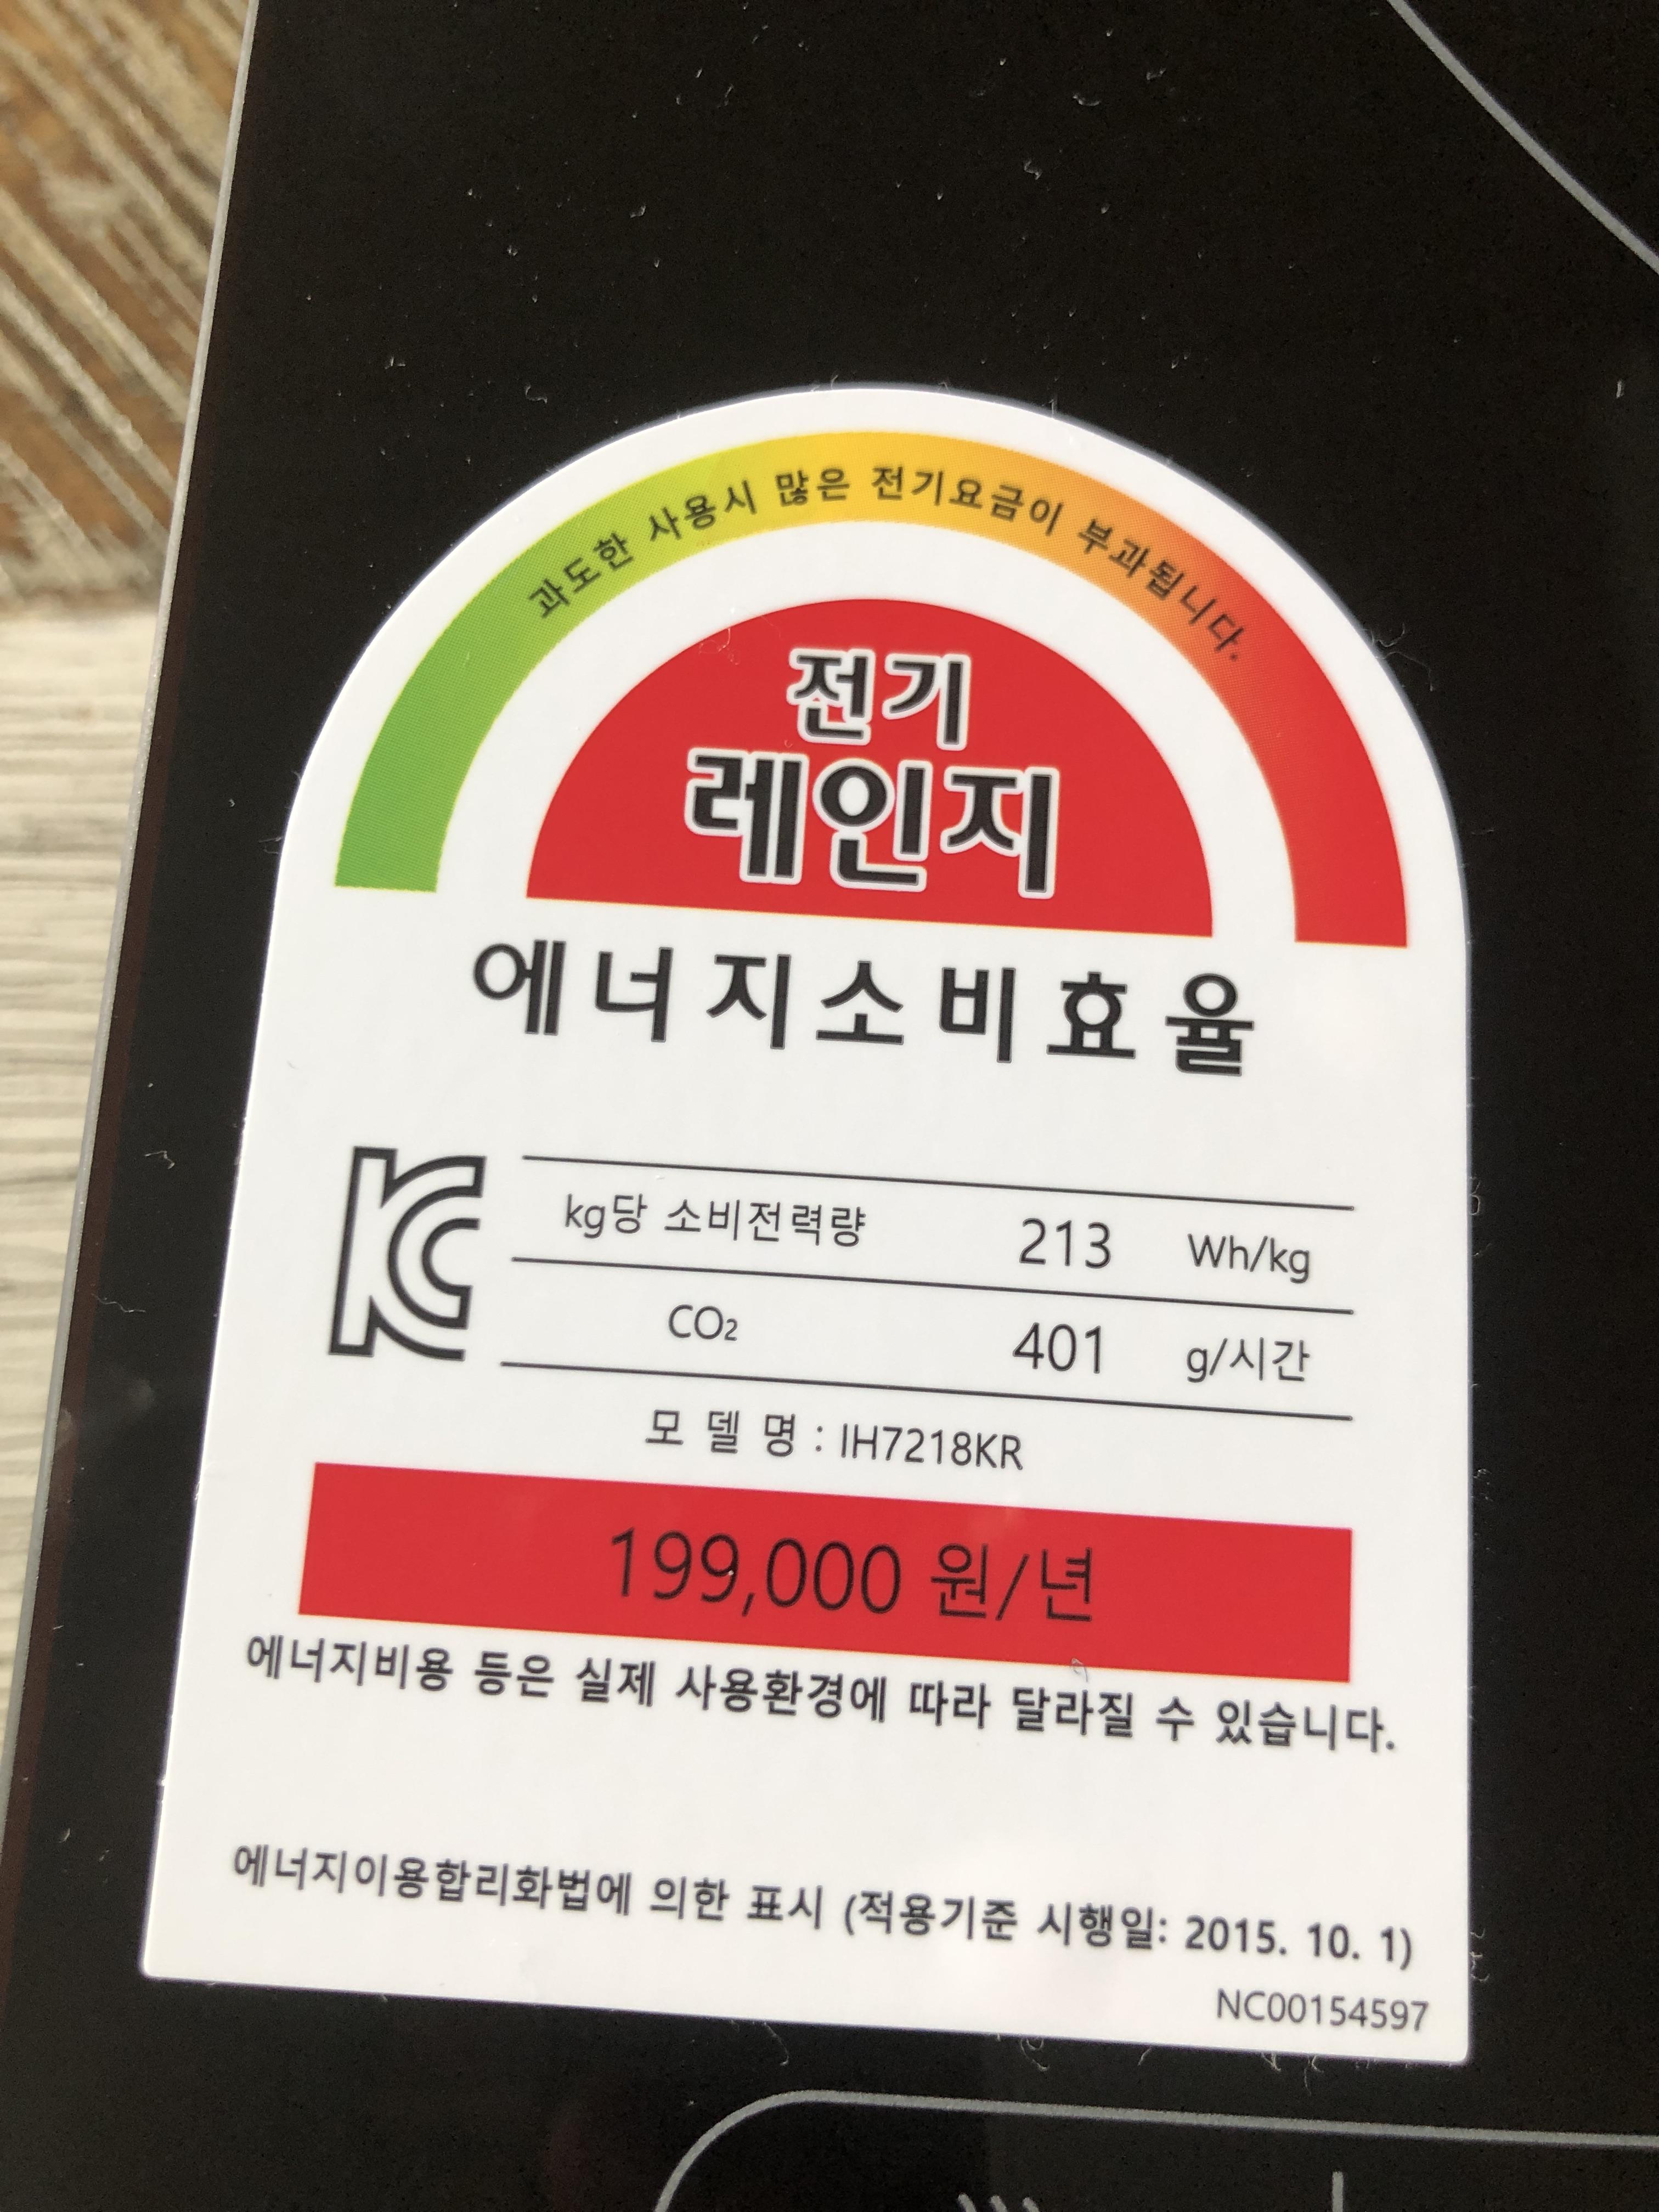 과도한 사용시 많은 전기요금이 부과됩니다.
전기
레인지
에너지소비효율
KC
kg당 소비전력량 213 Wh/kg
CO₂ 401 g/시간
모 델 명 : IH7218KR
199,000 원/년
에너지비용 등은 실제 사용환경에 따라 달라질 수 있습니다.
에너지이용합리화법에 의한 표시 (적용기준 시행일: 2015. 10. 1)
NC00154597